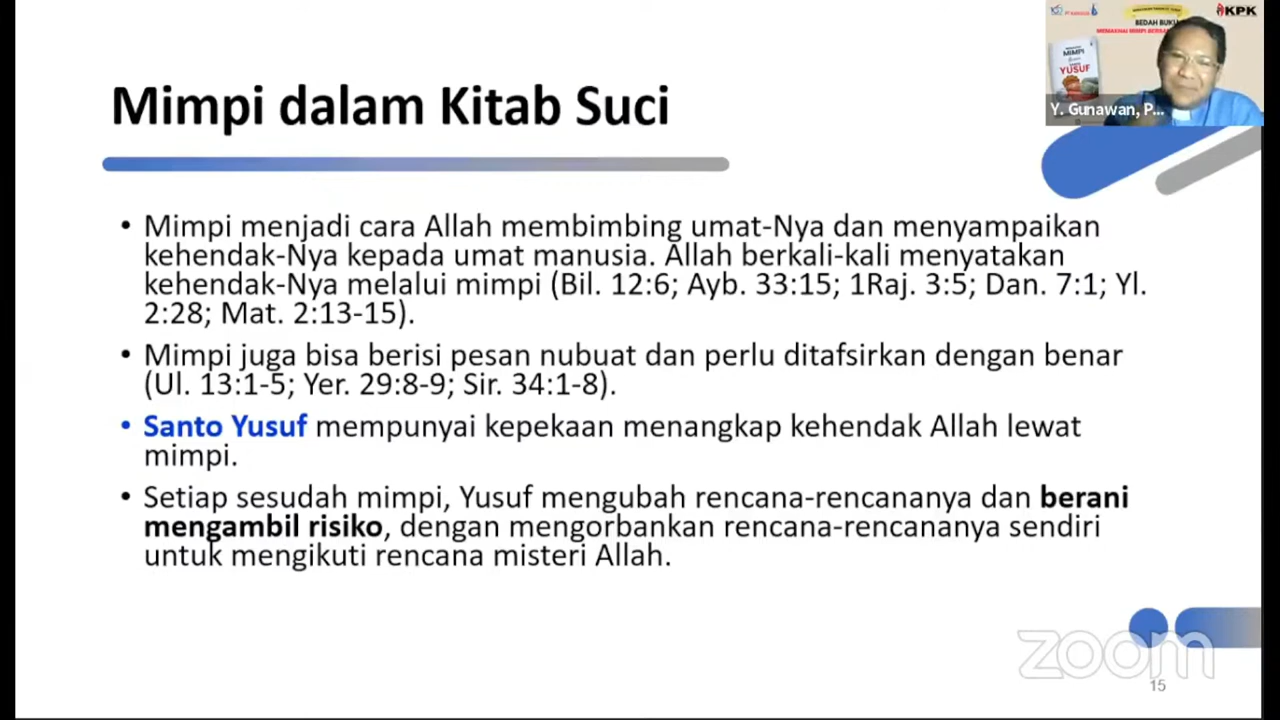 KPK
BEDAH BUKU
MIMPI
YUSUF
Y. Gunawan, P...
Mimpi dalam Kitab Suci
• Mimpi menjadi cara Allah membimbing umat-Nya dan menyampaikan
kehendak-Nya kepada umat manusia. Allah berkali-kali menyatakan
kehendak-Nya melalui mimpi (Bil. 12:6; Ayb. 33:15; 1Raj. 3:5; Dan. 7:1; Yl.
2:28; Mat. 2:13-15).
• Mimpi juga bisa berisi pesan nubuat dan perlu ditafsirkan dengan benar
(Ul. 13:1-5; Yer. 29:8-9; Sir. 34:1-8).
• Santo Yusuf mempunyai kepekaan menangkap kehendak Allah lewat
mimpi.
• Setiap sesudah mimpi, Yusuf mengubah rencana-rencananya dan berani
mengambil risiko, dengan mengorbankan rencana-rencananya sendiri
untuk mengikuti rencana misteri Allah.
zoom
15